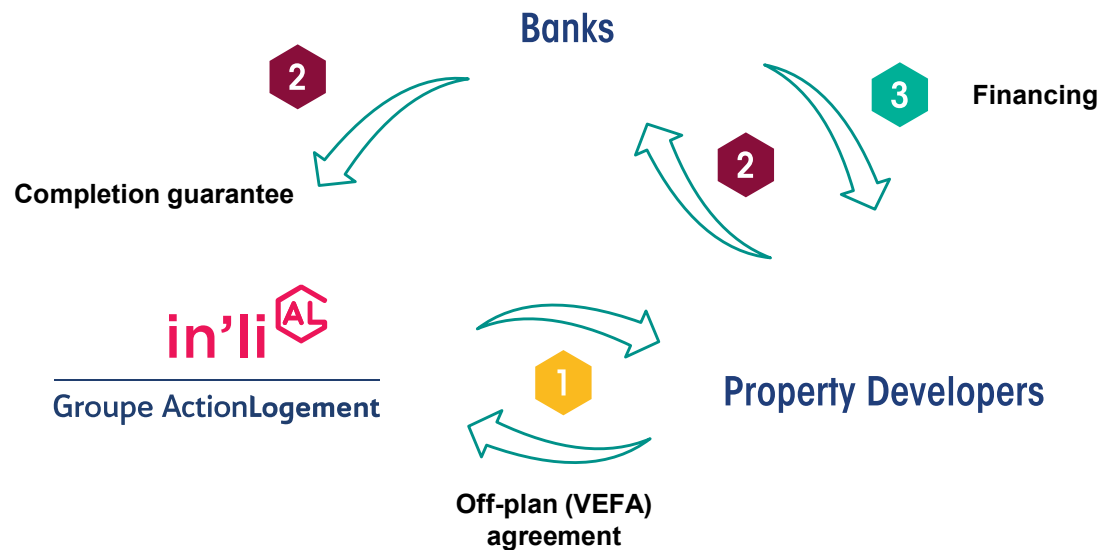 Banks
2
3
Financing
2
Completion guarantee
in'li AL
1
Groupe ActionLogement
Property Developers
Off-plan (VEFA)
agreement